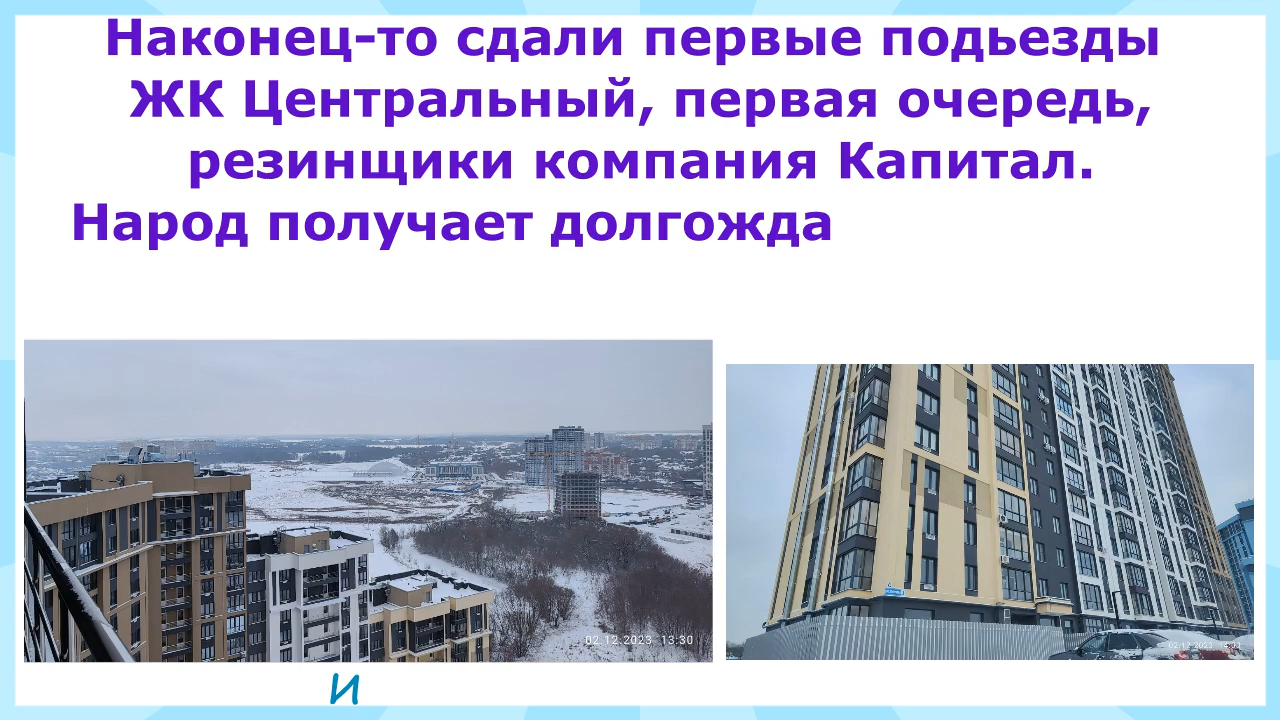 Наконец-то сдали первые подьезды
ЖК Центральный, первая очередь,
резинщики компания Капитал.
Народ получает долгожда
02.12.2023 13:30
И